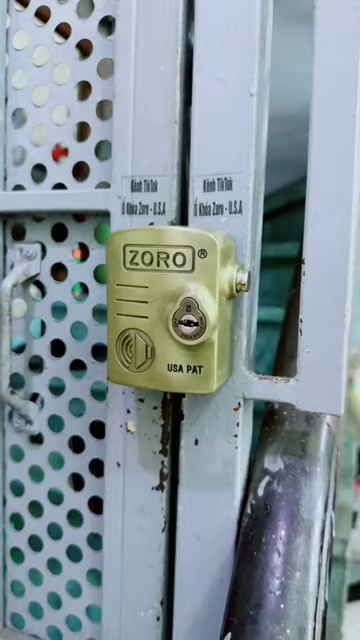 Kênh TikTok
Ổ Khóa Zoro - U.S.A
Kênh TikTok
Ổ Khóa Zoro - U.S.A
ZORO®
USA PAT